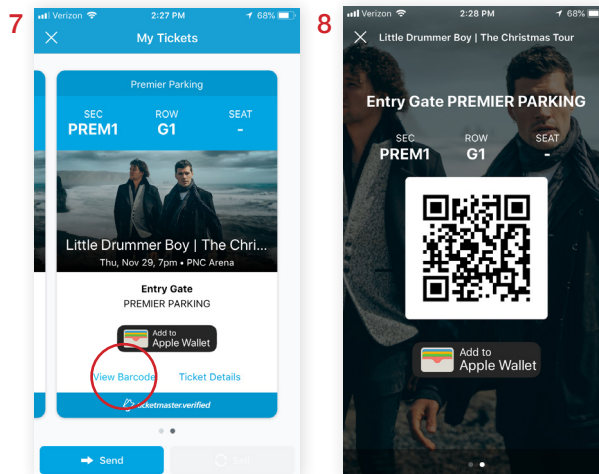 7
Verizon 2:27 PM 68%
My Tickets
Premier Parking
SEC ROW SEAT
PREM1 G1 -
Little Drummer Boy | The Chri...
Thu, Nov 29, 7pm • PNC Arena
Entry Gate
PREMIER PARKING
Add to
Apple Wallet
View Barcode Ticket Details
ticketmaster.verified
Send Sell
8
Verizon 2:28 PM 68%
Little Drummer Boy | The Christmas Tour
Entry Gate PREMIER PARKING
SEC ROW SEAT
PREM1 G1 -
Add to
Apple Wallet